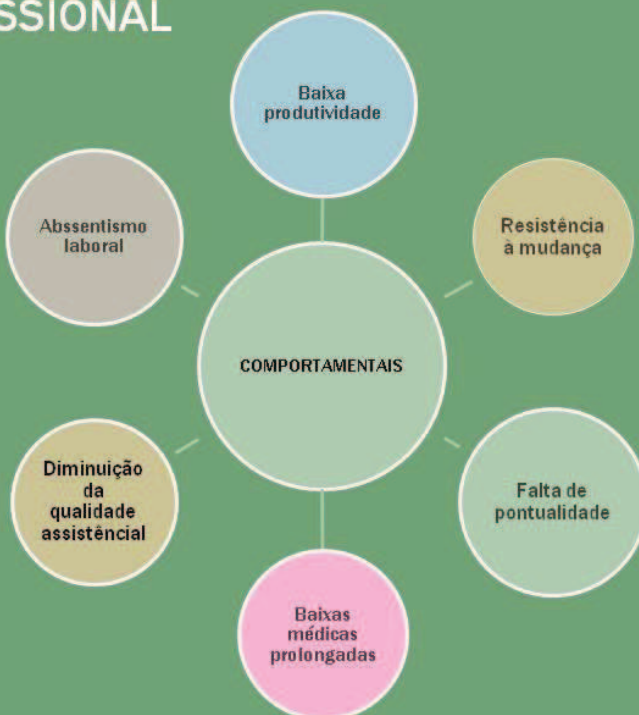 SSIONAL
Baixa
produtividade
Abssentismo
laboral
Resistência
à mudança
COMPORTAMENTAIS
Diminuição
da
qualidade
assistêncial
Falta de
pontualidade
Baixas
médicas
prolongadas